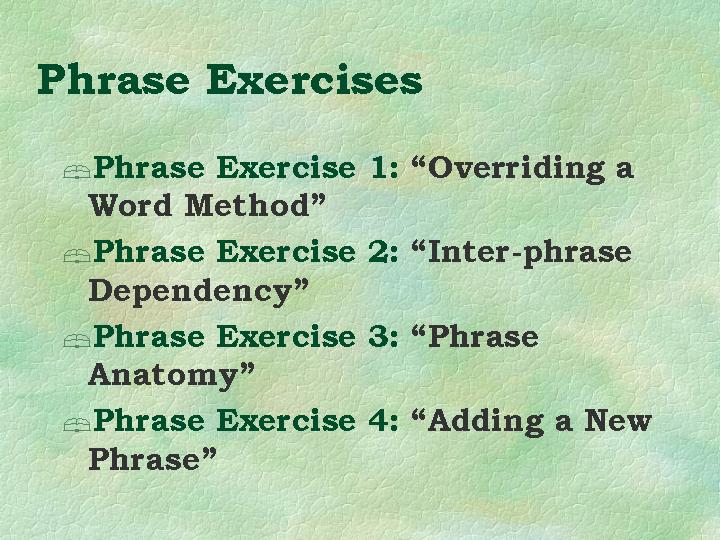 Phrase Exercises
Phrase Exercise 1: “Overriding a
Word Method”
Phrase Exercise 2: “Inter-phrase
Dependency”
Phrase Exercise 3: “Phrase
Anatomy”
Phrase Exercise 4: “Adding a New
Phrase”